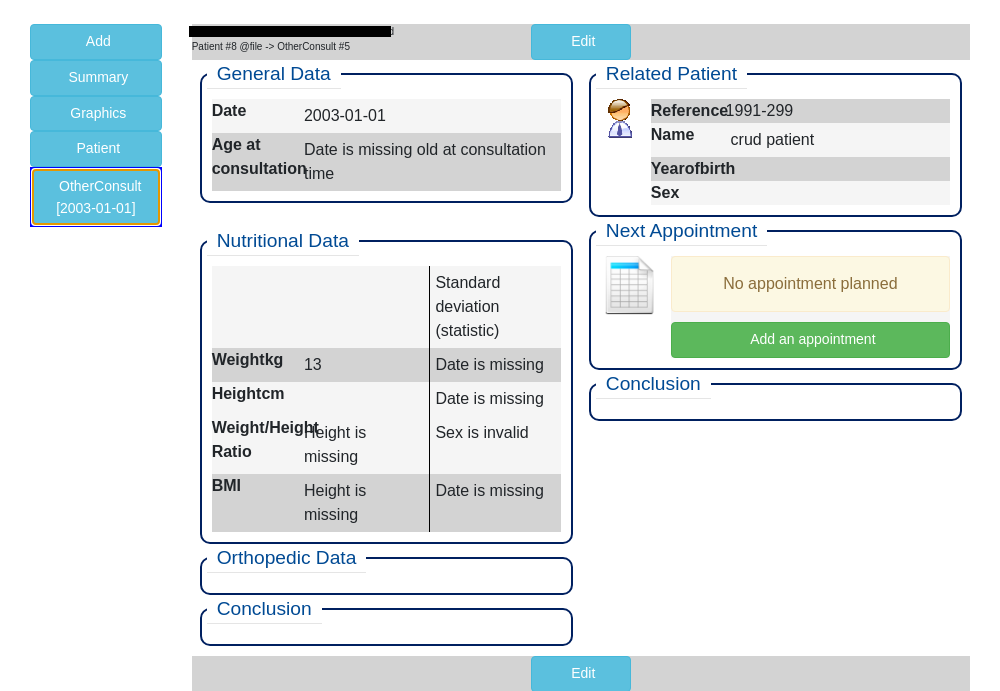 Add
Summary
Graphics
Patient
OtherConsult
[2003-01-01]
Edit
Patient #8 @file -> OtherConsult #5
General Data
Date 2003-01-01
Age at consultation Date is missing old at consultation time
Nutritional Data
Standard
deviation
(statistic)
Weightkg 13 Date is missing
Heightcm Date is missing
Weight/Height Ratio Height is missing Sex is invalid
BMI Height is missing Date is missing
Orthopedic Data
Conclusion
Related Patient
Reference 1991-299
Name crud patient
Yearofbirth
Sex
Next Appointment
No appointment planned
Add an appointment
Conclusion
Edit